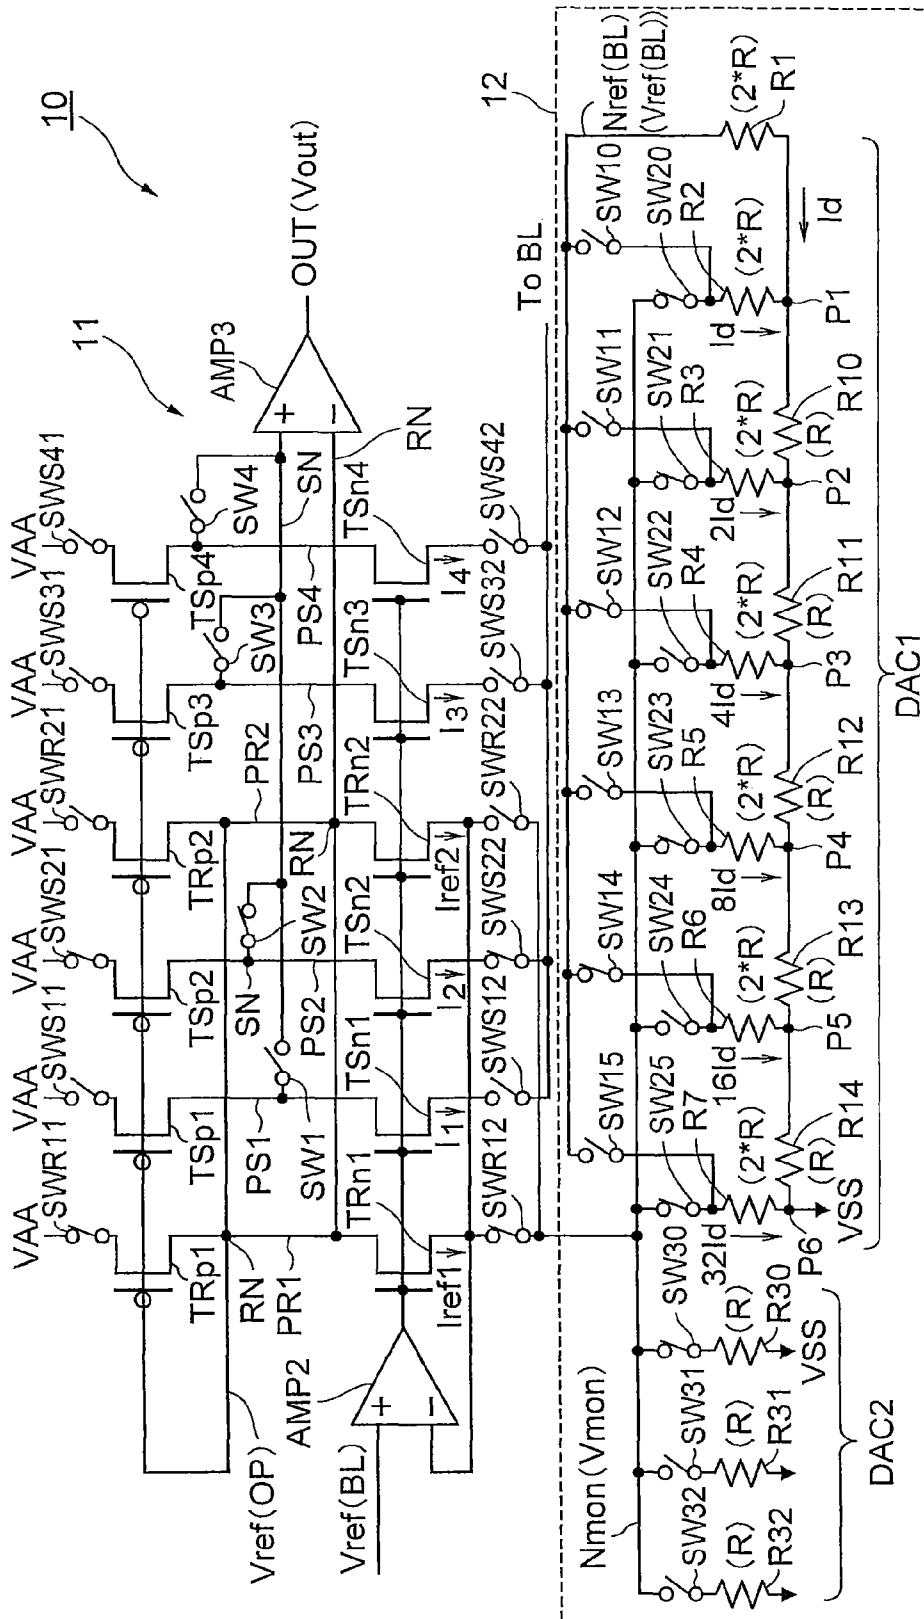 10
11
VAA
SWR11
VAA
SWS11
VAA
SWS21
VAA
SWR21
VAA
SWS31
VAA
SWS41
TRp1
TSp1
TSp2
TRp2
TSp3
TSp4
Vref(OP)
RN
PR1
PS1
SN
SW1
PS2
SW2
RN
PR2
PS3
SW3
PS4
SW4
SN
RN
AMP3
+
−
OUT(Vout)
AMP2
+
−
Vref(BL)
TRn1
TSn1
TSn2
TRn2
TSn3
TSn4
Iref1
I1
I2
Iref2
I3
I4
SWR12
SWS12
SWS22
SWR22
SWS32
SWS42
To BL
12
Nref(BL)
(Vref(BL))
Nmon(Vmon)
SW15
SW14
SW13
SW12
SW11
SW10
SW32
SW31
SW30
SW25
SW24
SW23
SW22
SW21
SW20
R7
R6
R5
R4
R3
R2
(R)
(R)
(R)
(2*R)
(2*R)
(2*R)
(2*R)
(2*R)
(2*R)
(2*R)
R1
R32
R31
R30
32Id
16Id
8Id
4Id
2Id
Id
Id
VSS
P6
VSS
(R)
R14
P5
(R)
R13
P4
(R)
R12
P3
(R)
R11
P2
(R)
R10
P1
DAC2
DAC1